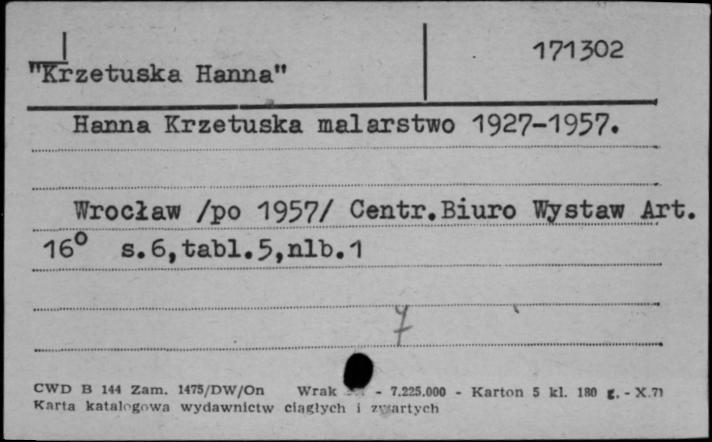 171302
"Krzetuska Hanna"
Hanna Krzetuska malarstwo 1927-1957.
Wrocław /po 1957/ Centr.Biuro Wystaw Art.
16° s.6,tabl.5,nlb.1
7
CWD B 144 Zam. 1475/DW/On Wrak - 7.225.000 - Karton 5 kl. 180 g. - X.71
Karta katalogowa wydawnictw ciągłych i zwartych